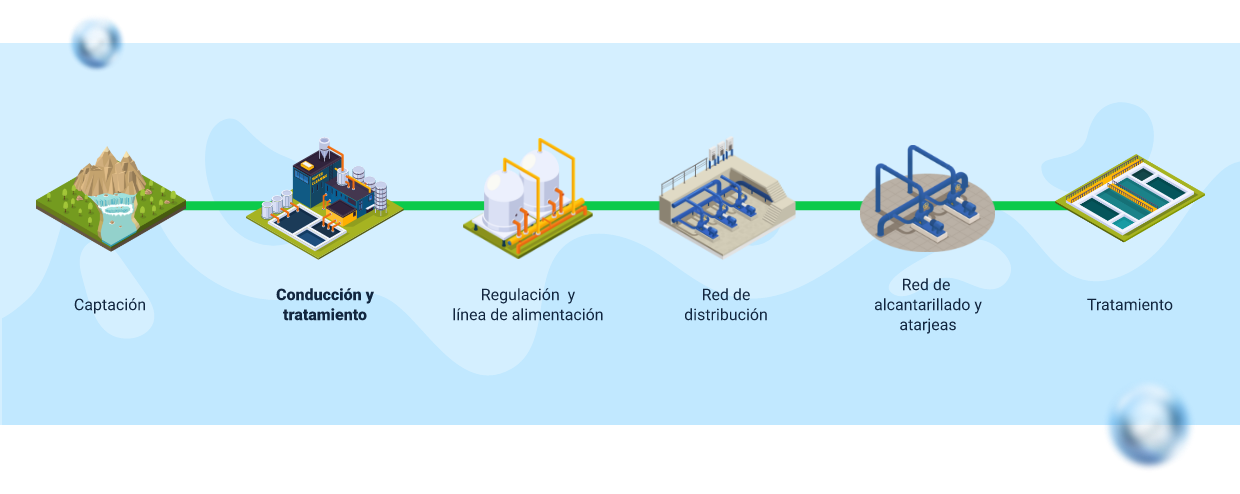 Captación
Conducción y
tratamiento
Regulación y
línea de alimentación
Red de
distribución
Red de
alcantarillado y
atarjeas
Tratamiento